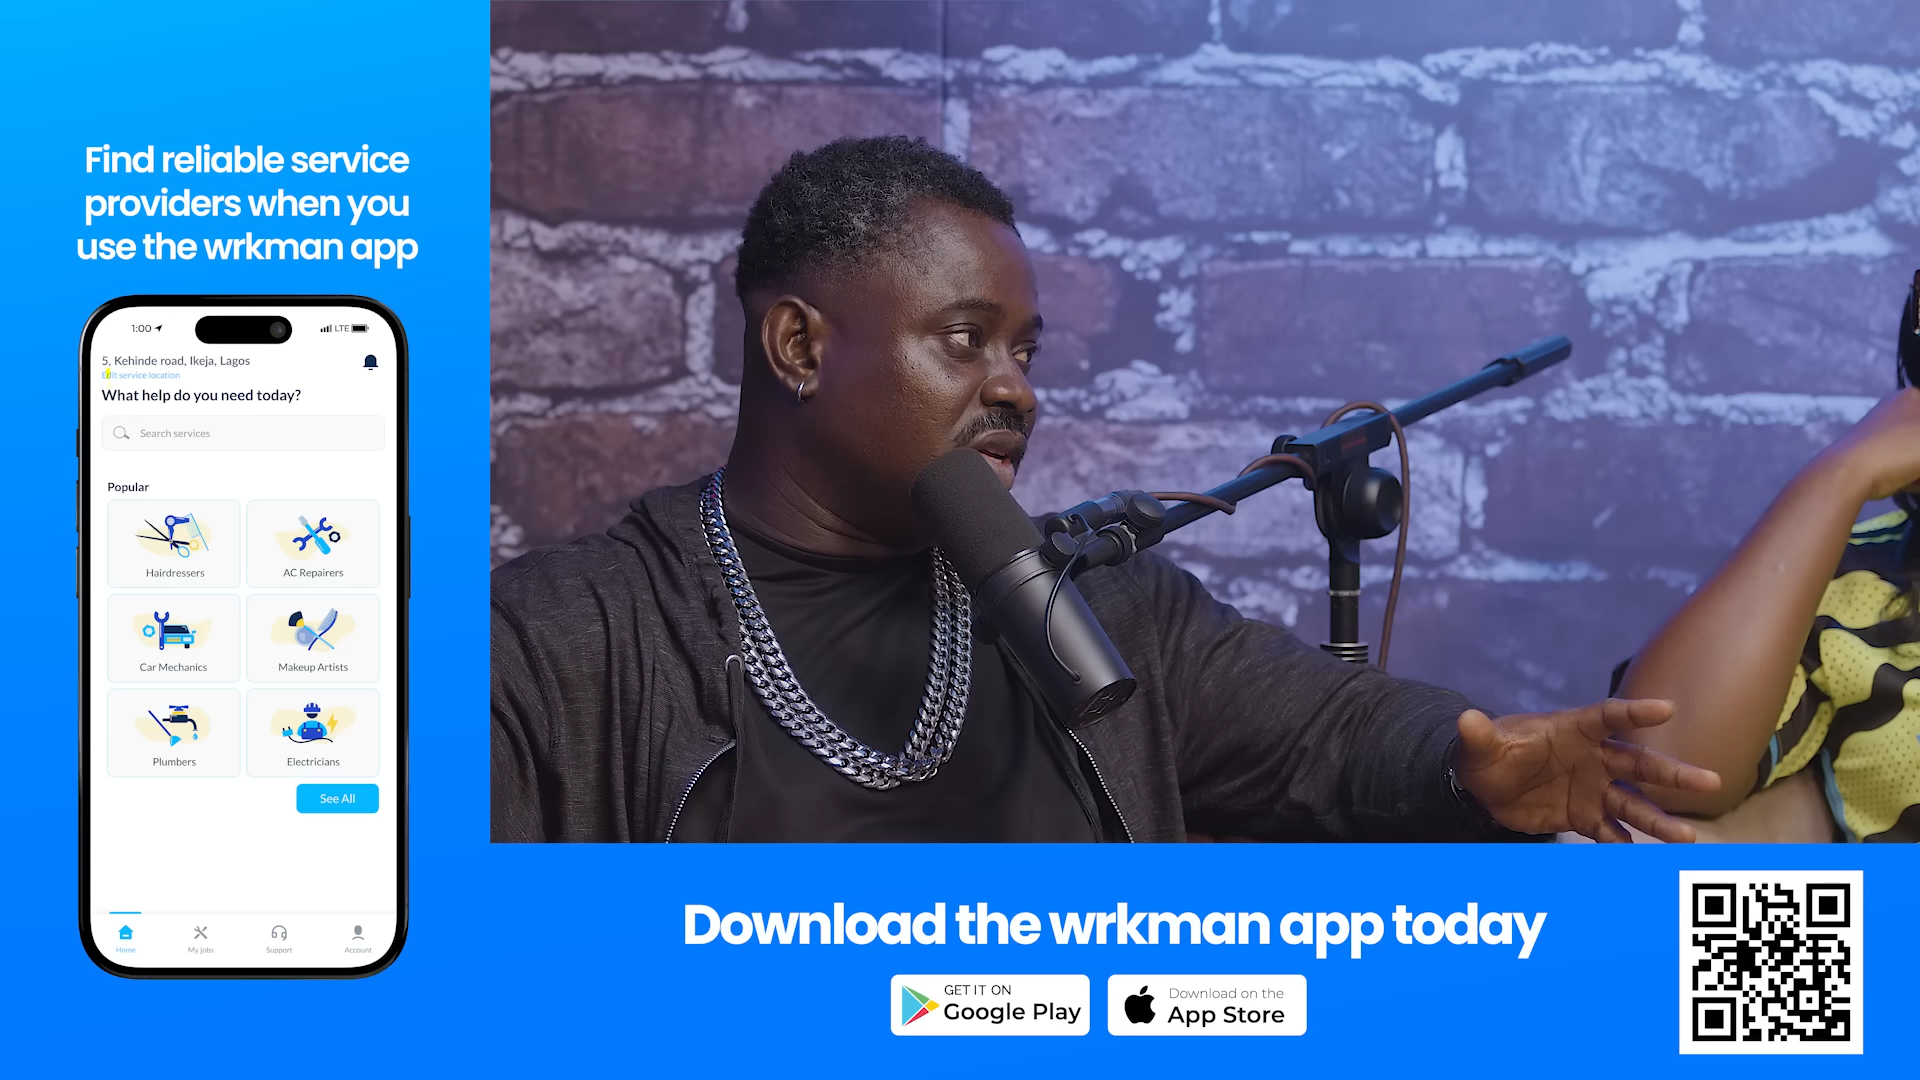 Find reliable service
providers when you
use the wrkman app
1:00
LTE
5, Kehinde road, Ikeja, Lagos
Edit service location
What help do you need today?
Search services
Popular
Hairdressers
AC Repairers
Car Mechanics
Makeup Artists
Plumbers
Electricians
See All
Home
My jobs
Support
Account
Download the wrkman app today
GET IT ON
Google Play
Download on the
App Store